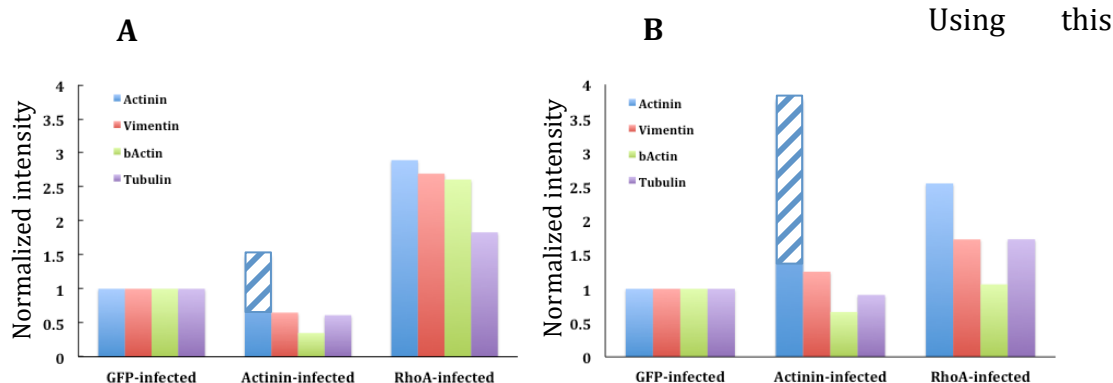 A
B
Using this
Normalized intensity
4
3.5
3
2.5
2
1.5
1
0.5
0
Actinin
Vimentin
bActin
Tubulin
GFP-infected Actinin-infected RhoA-infected
Normalized intensity
4
3.5
3
2.5
2
1.5
1
0.5
0
Actinin
Vimentin
bActin
Tubulin
GFP-infected Actinin-infected RhoA-infected